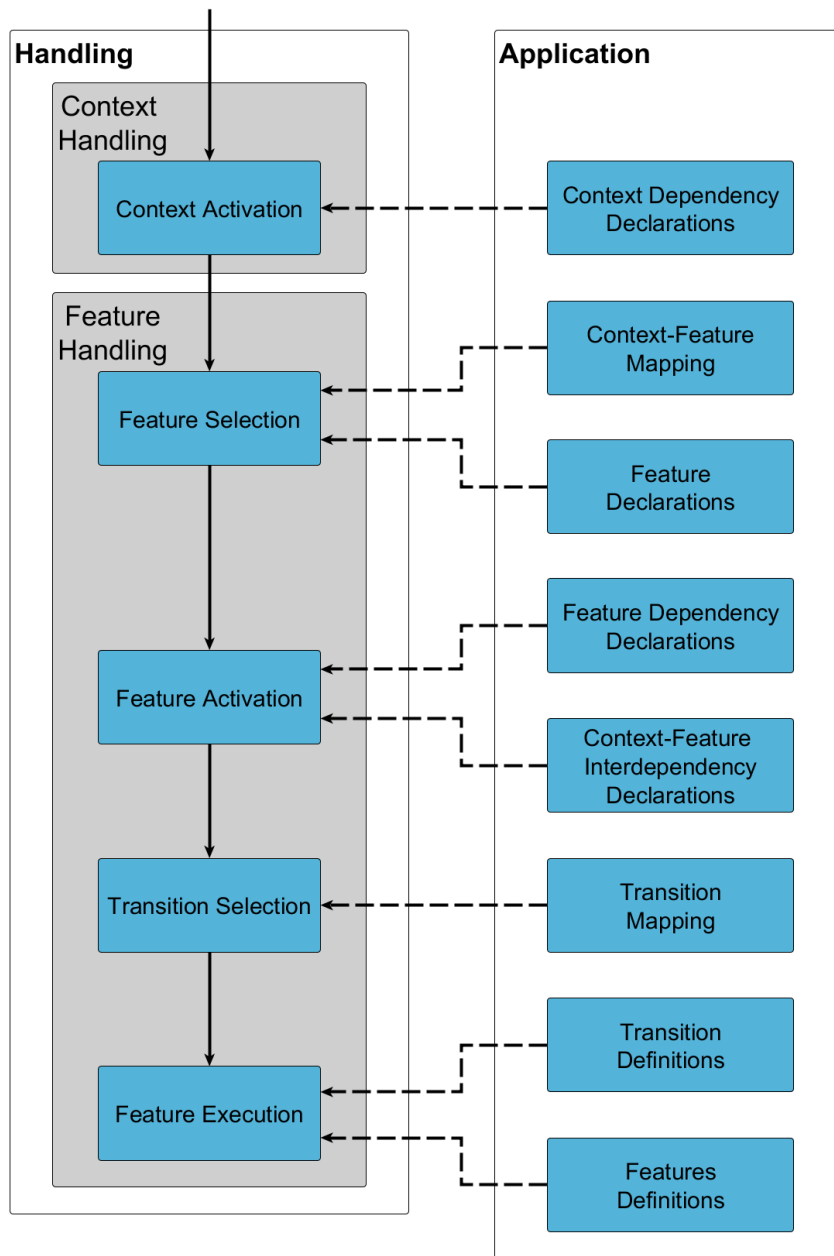 Handling
Context
Handling
Context Activation
Feature
Handling
Feature Selection
Feature Activation
Transition Selection
Feature Execution
Application
Context Dependency
Declarations
Context-Feature
Mapping
Feature
Declarations
Feature Dependency
Declarations
Context-Feature
Interdependency
Declarations
Transition
Mapping
Transition
Definitions
Features
Definitions